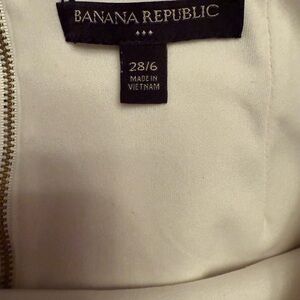 BANANA REPUBLIC
28/6
MADE IN
VIETNAM